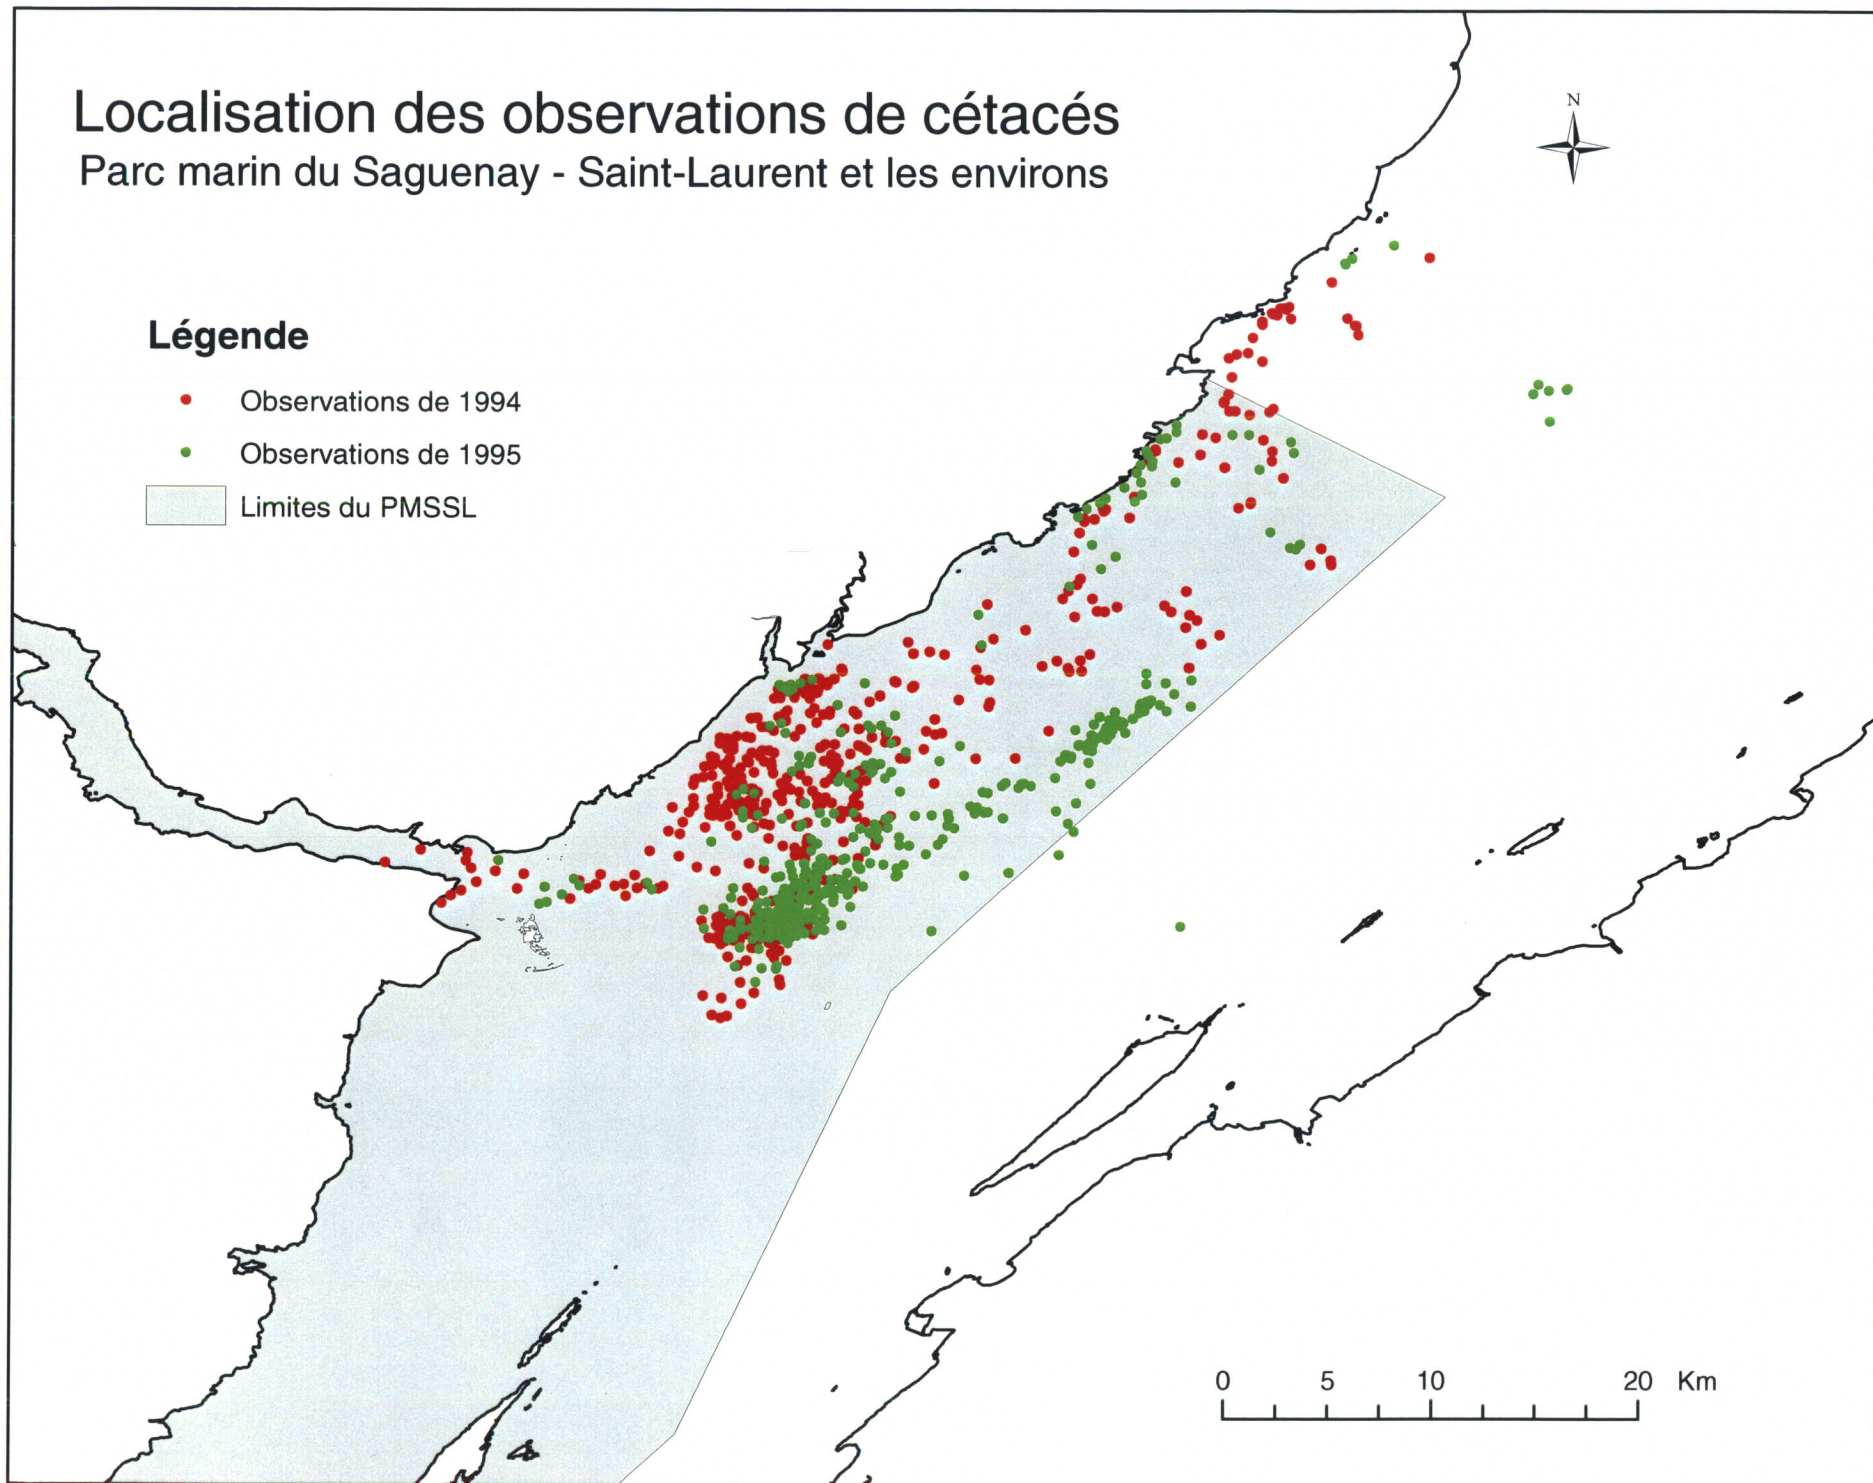 Localisation des observations de cétacés
Parc marin du Saguenay - Saint-Laurent et les environs
N
Légende
Observations de 1994
Observations de 1995
Limites du PMSSL
0 5 10 20 Km